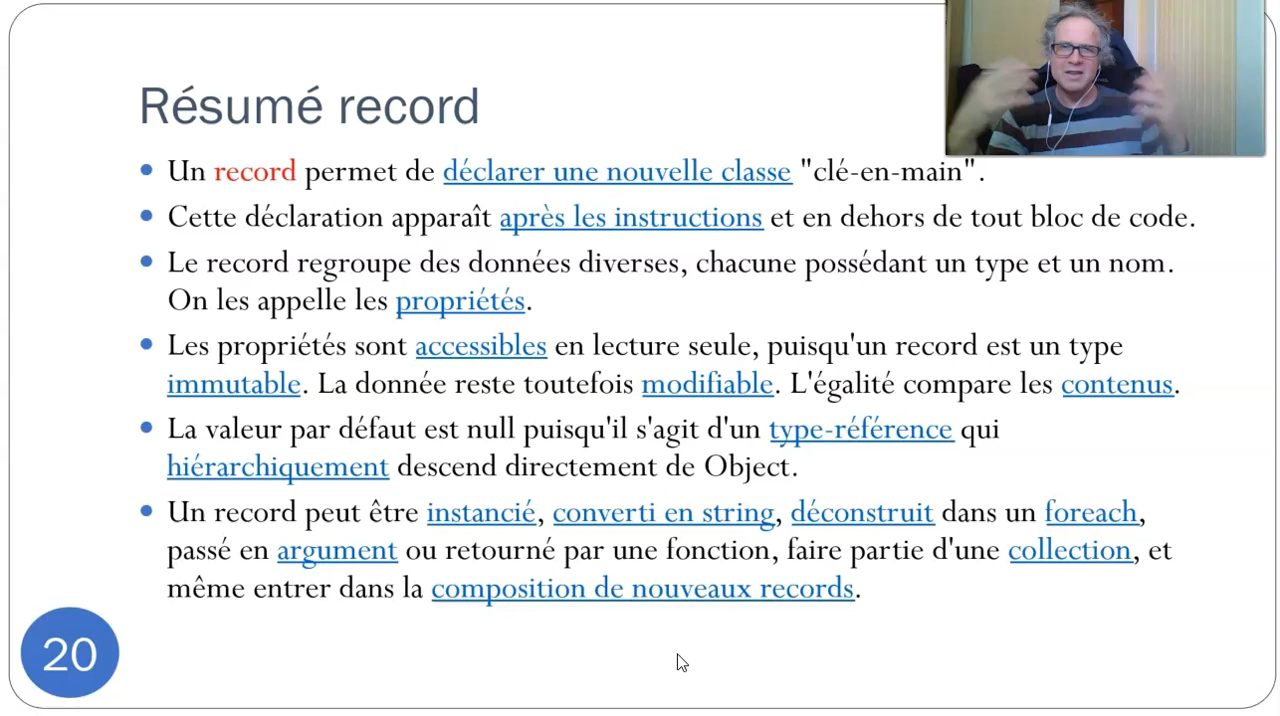 Résumé record
Un record permet de déclarer une nouvelle classe "clé-en-main".
Cette déclaration apparaît après les instructions et en dehors de tout bloc de code.
Le record regroupe des données diverses, chacune possédant un type et un nom.
On les appelle les propriétés.
Les propriétés sont accessibles en lecture seule, puisqu'un record est un type
immutable. La donnée reste toutefois modifiable. L'égalité compare les contenus.
La valeur par défaut est null puisqu'il s'agit d'un type-référence qui
hiérarchiquement descend directement de Object.
Un record peut être instancié, converti en string, déconstruit dans un foreach,
passé en argument ou retourné par une fonction, faire partie d'une collection, et
même entrer dans la composition de nouveaux records.
20